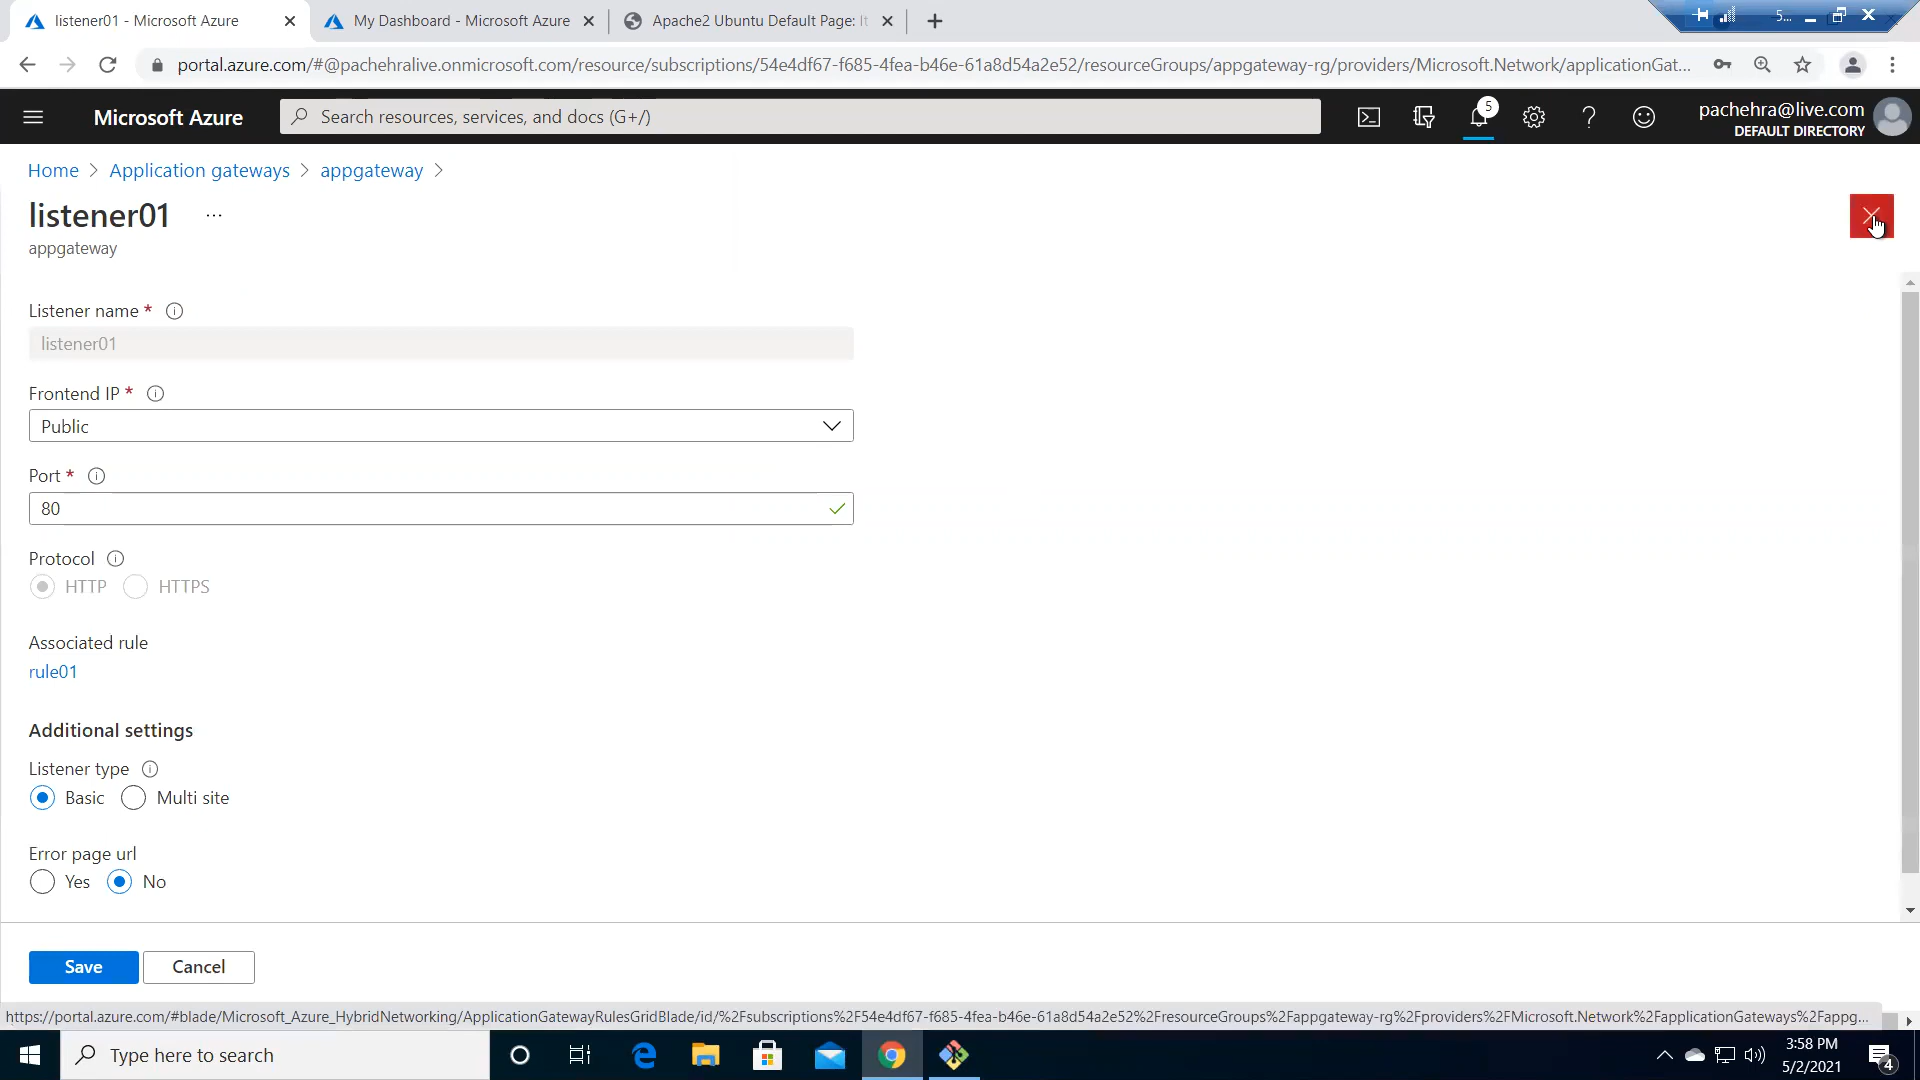 listener01 - Microsoft Azure
My Dashboard - Microsoft Azure
Apache2 Ubuntu Default Page: It
5...
portal.azure.com/#@pachehralive.onmicrosoft.com/resource/subscriptions/54e4df67-f685-4fea-b46e-61a8d54a2e52/resourceGroups/appgateway-rg/providers/Microsoft.Network/applicationGat...
Microsoft Azure
Search resources, services, and docs (G+/)
5
pachehra@live.com
DEFAULT DIRECTORY
Home > Application gateways > appgateway >
listener01 ...
appgateway
Listener name *
listener01
Frontend IP *
Public
Port *
80
Protocol
HTTP HTTPS
Associated rule
rule01
Additional settings
Listener type
Basic Multi site
Error page url
Yes No
Save Cancel
https://portal.azure.com/#blade/Microsoft_Azure_HybridNetworking/ApplicationGatewayRulesGridBlade/id/%2Fsubscriptions%2F54e4df67-f685-4fea-b46e-61a8d54a2e52%2FresourceGroups%2Fappgateway-rg%2Fproviders%2FMicrosoft.Network%2FapplicationGateways%2Fappg...
Type here to search
3:58 PM
5/2/2021
4